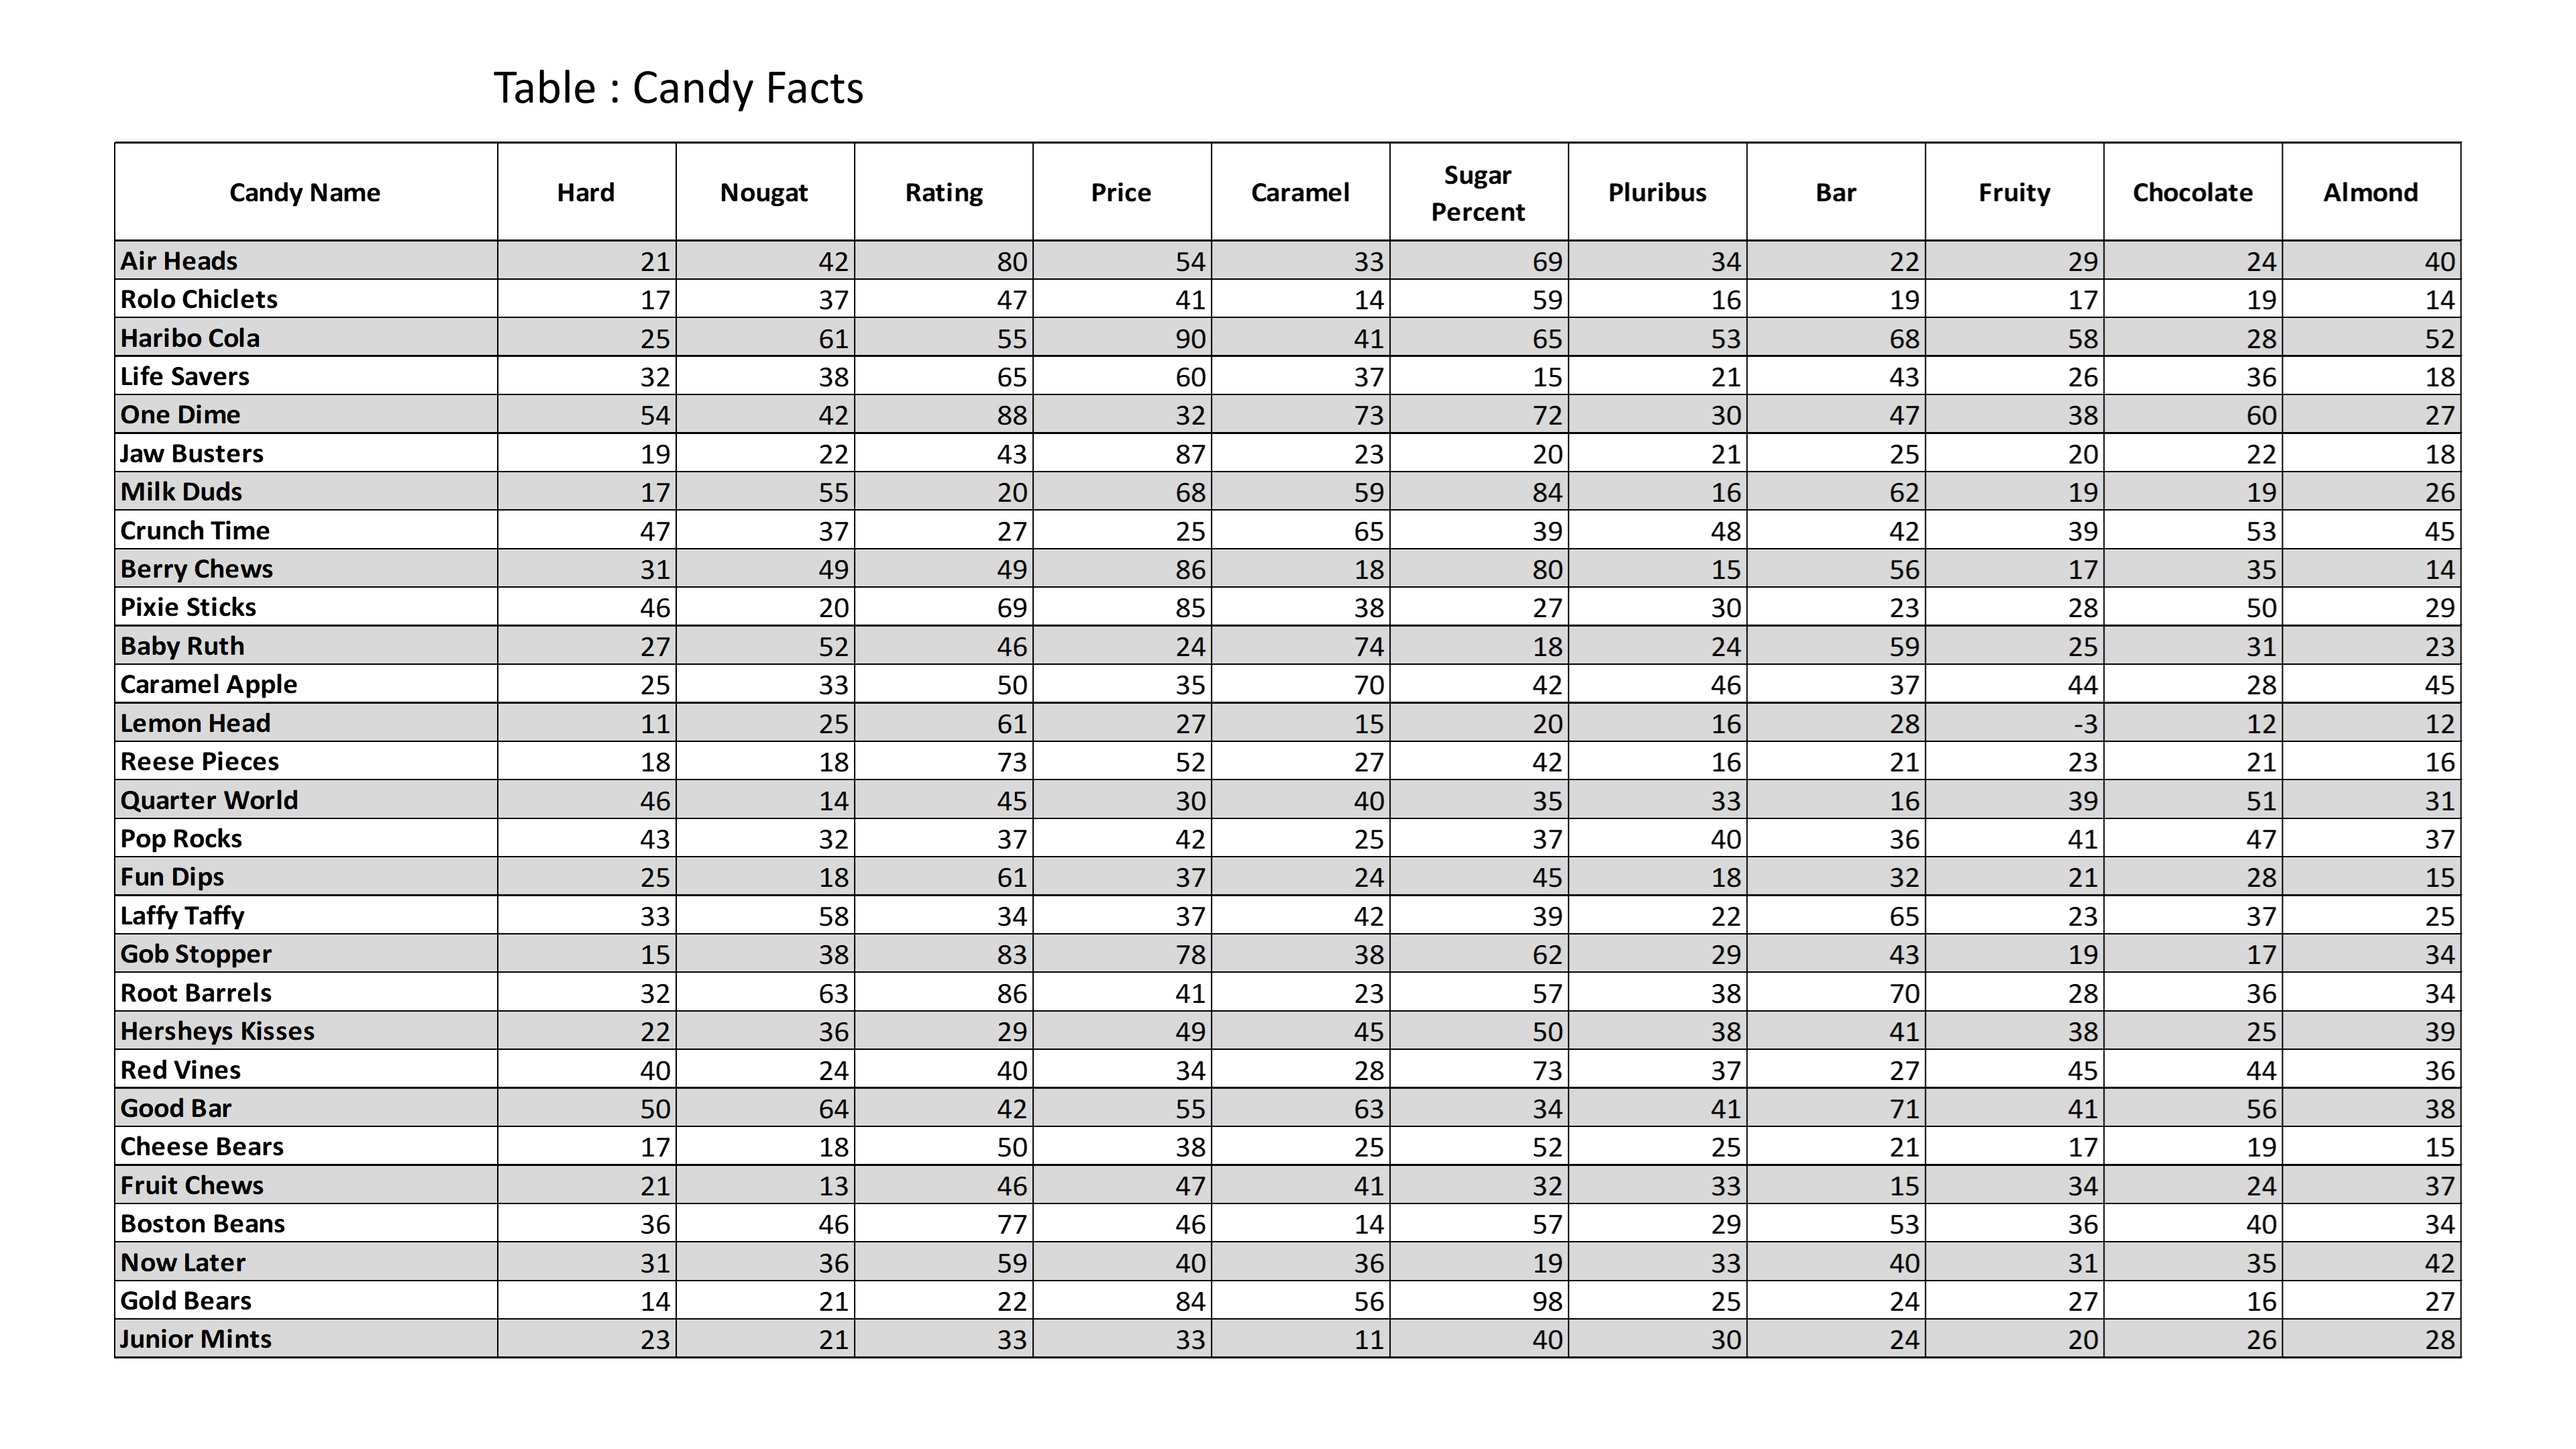 Table : Candy Facts
Candy Name Hard Nougat Rating Price Caramel Sugar Percent Pluribus Bar Fruity Chocolate Almond
Air Heads 21 42 80 54 33 69 34 22 29 24 40
Rolo Chiclets 17 37 47 41 14 59 16 19 17 19 14
Haribo Cola 25 61 55 90 41 65 53 68 58 28 52
Life Savers 32 38 65 60 37 15 21 43 26 36 18
One Dime 54 42 88 32 73 72 30 47 38 60 27
Jaw Busters 19 22 43 87 23 20 21 25 20 22 18
Milk Duds 17 55 20 68 59 84 16 62 19 19 26
Crunch Time 47 37 27 25 65 39 48 42 39 53 45
Berry Chews 31 49 49 86 18 80 15 56 17 35 14
Pixie Sticks 46 20 69 85 38 27 30 23 28 50 29
Baby Ruth 27 52 46 24 74 18 24 59 25 31 23
Caramel Apple 25 33 50 35 70 42 46 37 44 28 45
Lemon Head 11 25 61 27 15 20 16 28 -3 12 12
Reese Pieces 18 18 73 52 27 42 16 21 23 21 16
Quarter World 46 14 45 30 40 35 33 16 39 51 31
Pop Rocks 43 32 37 42 25 37 40 36 41 47 37
Fun Dips 25 18 61 37 24 45 18 32 21 28 15
Laffy Taffy 33 58 34 37 42 39 22 65 23 37 25
Gob Stopper 15 38 83 78 38 62 29 43 19 17 34
Root Barrels 32 63 86 41 23 57 38 70 28 36 34
Hersheys Kisses 22 36 29 49 45 50 38 41 38 25 39
Red Vines 40 24 40 34 28 73 37 27 45 44 36
Good Bar 50 64 42 55 63 34 41 71 41 56 38
Cheese Bears 17 18 50 38 25 52 25 21 17 19 15
Fruit Chews 21 13 46 47 41 32 33 15 34 24 37
Boston Beans 36 46 77 46 14 57 29 53 36 40 34
Now Later 31 36 59 40 36 19 33 40 31 35 42
Gold Bears 14 21 22 84 56 98 25 24 27 16 27
Junior Mints 23 21 33 33 11 40 30 24 20 26 28